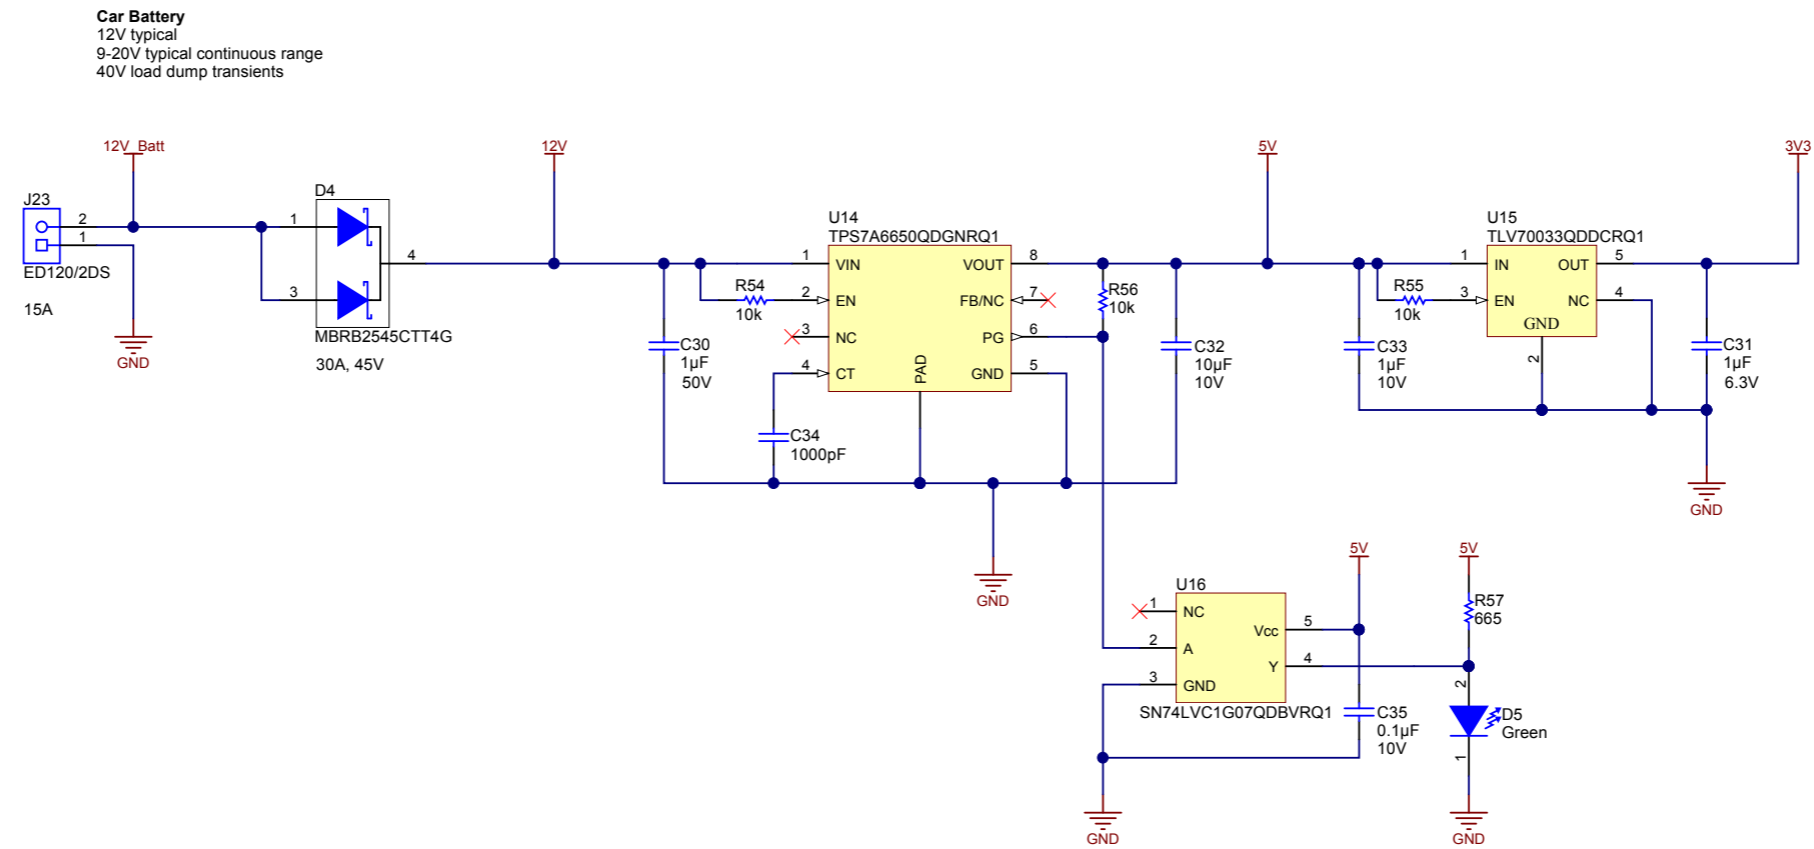 Car Battery
12V typical
9-20V typical continuous range
40V load dump transients
12V_Batt
12V
5V
3V3
J23
2
1
ED120/2DS
15A
GND
D4
1
3
4
MBRB2545CTT4G
30A, 45V
U14
TPS7A6650QDGNRQ1
1 VIN
2 EN
3 NC
4 CT
PAD
VOUT 8
FB/NC 7
PG 6
GND 5
R54
10k
C30
1µF
50V
C34
1000pF
R56
10k
C32
10µF
10V
GND
U15
TLV70033QDDCRQ1
1 IN
3 EN
OUT 5
NC 4
GND
2
R55
10k
C33
1µF
10V
C31
1µF
6.3V
GND
U16
1 NC
2 A
3 GND
Vcc 5
Y 4
SN74LVC1G07QDBVRQ1
5V
5V
R57
665
C35
0.1µF
10V
2
D5
Green
1
GND
GND